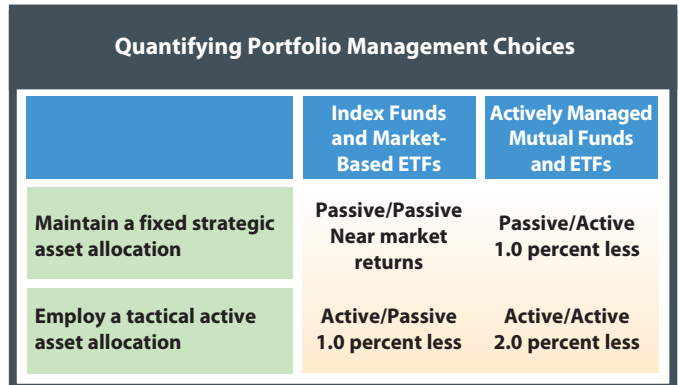 Quantifying Portfolio Management Choices
Index Funds
and Market-
Based ETFs
Actively Managed
Mutual Funds
and ETFs
Maintain a fixed strategic
asset allocation
Passive/Passive
Near market
returns
Passive/Active
1.0 percent less
Employ a tactical active
asset allocation
Active/Passive
1.0 percent less
Active/Active
2.0 percent less